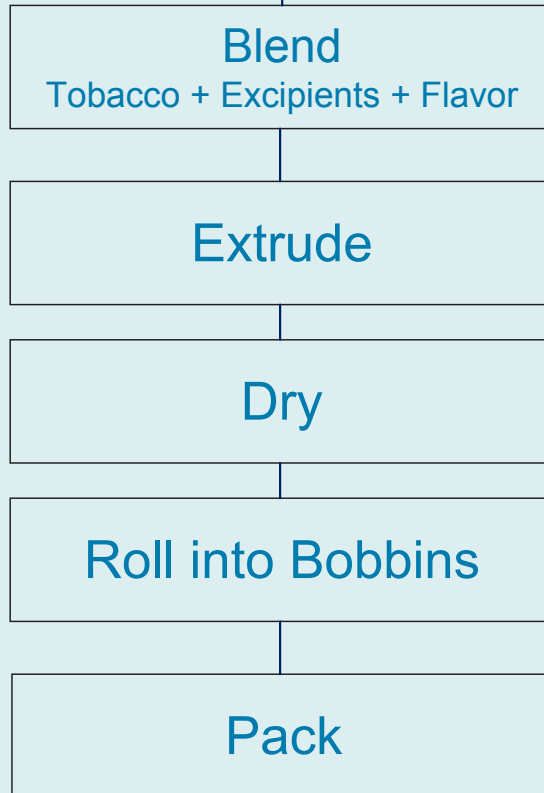 Blend
Tobacco + Excipients + Flavor
Extrude
Dry
Roll into Bobbins
Pack